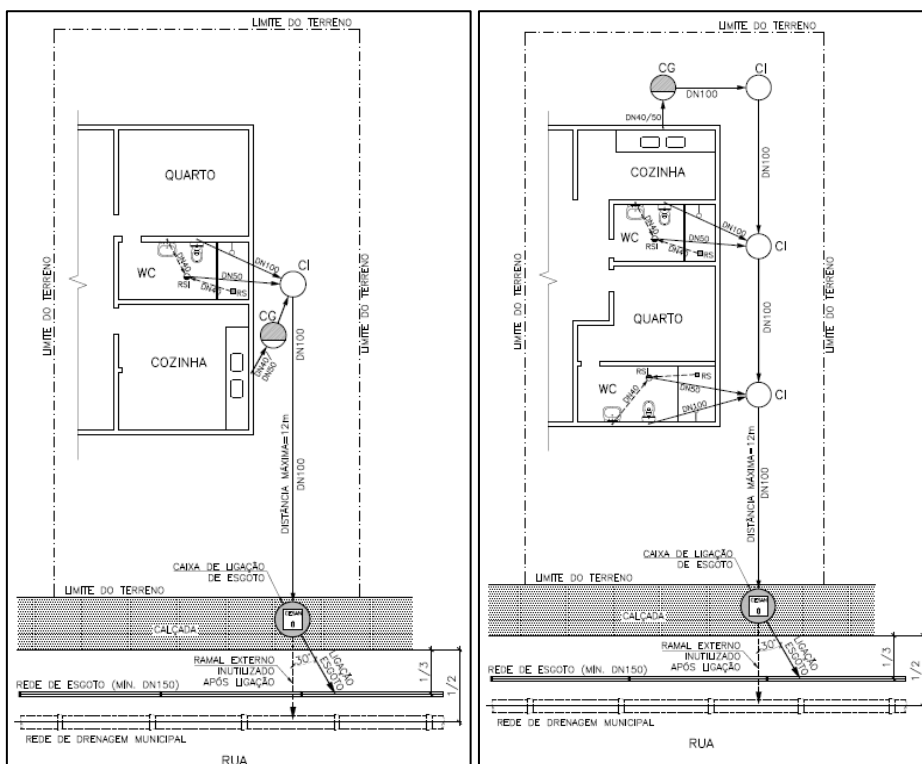 LIMITE DO TERRENO
QUARTO
WC
DN40
DN50
DN40
DN100
RSI
RS
CI
CG
DN40/
DN50
COZINHA
DN100
LIMITE DO TERRENO
LIMITE DO TERRENO
DISTÂNCIA MÁXIMA=12m
DN100
CAIXA DE LIGAÇÃO
DE ESGOTO
LIMITE DO TERRENO
CALÇADA
RAMAL EXTERNO
INUTILIZADO
APÓS LIGAÇÃO
30°
LIGAÇÃO
ESGOTO
1/3
1/2
REDE DE ESGOTO (MÍN. DN150)
REDE DE DRENAGEM MUNICIPAL
RUA
LIMITE DO TERRENO
CG
CI
DN100
DN40/50
COZINHA
DN100
WC
DN40
DN50
DN40
DN100
RSI
RS
CI
QUARTO
DN100
LIMITE DO TERRENO
LIMITE DO TERRENO
RSI
RS
WC
DN40
DN50
DN100
CI
DISTÂNCIA MÁXIMA=12m
DN100
CAIXA DE LIGAÇÃO
DE ESGOTO
LIMITE DO TERRENO
CALÇADA
RAMAL EXTERNO
INUTILIZADO
APÓS LIGAÇÃO
30°
LIGAÇÃO
ESGOTO
1/3
1/2
REDE DE ESGOTO (MÍN. DN150)
REDE DE DRENAGEM MUNICIPAL
RUA